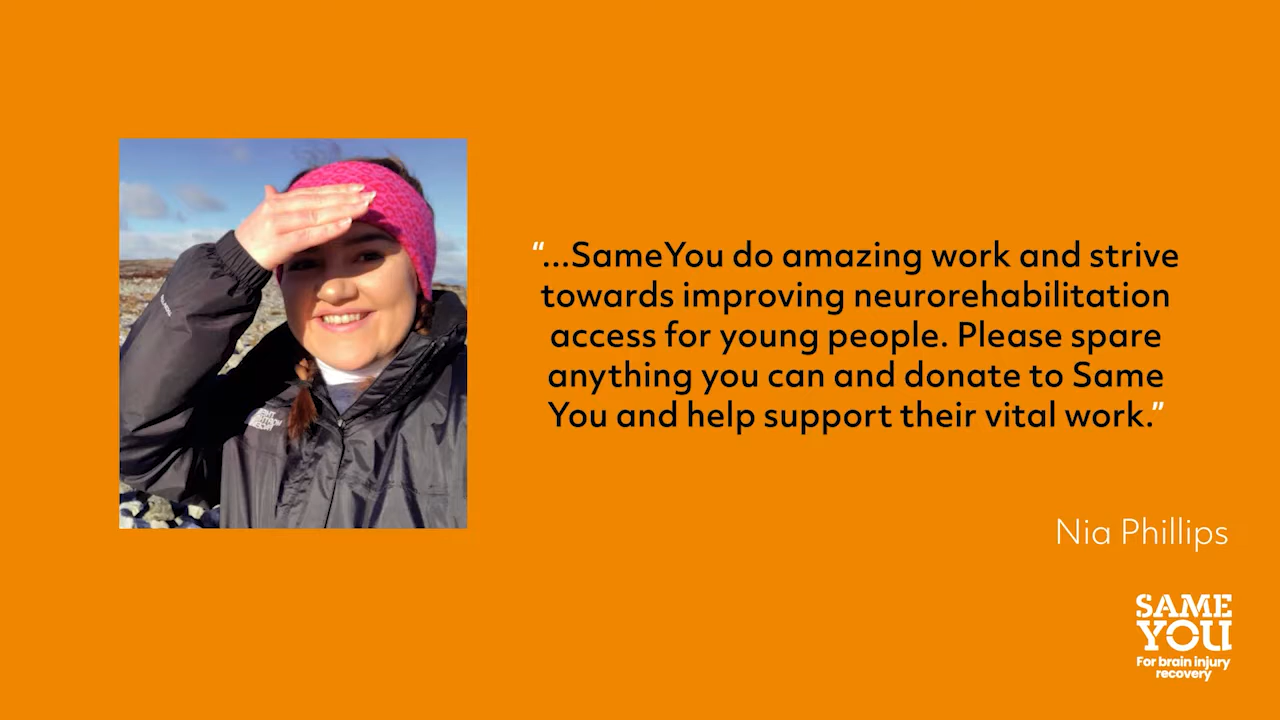 “...SameYou do amazing work and strive
towards improving neurorehabilitation
access for young people. Please spare
anything you can and donate to Same
You and help support their vital work.”
Nia Phillips
SAME
YOU
For brain injury
recovery